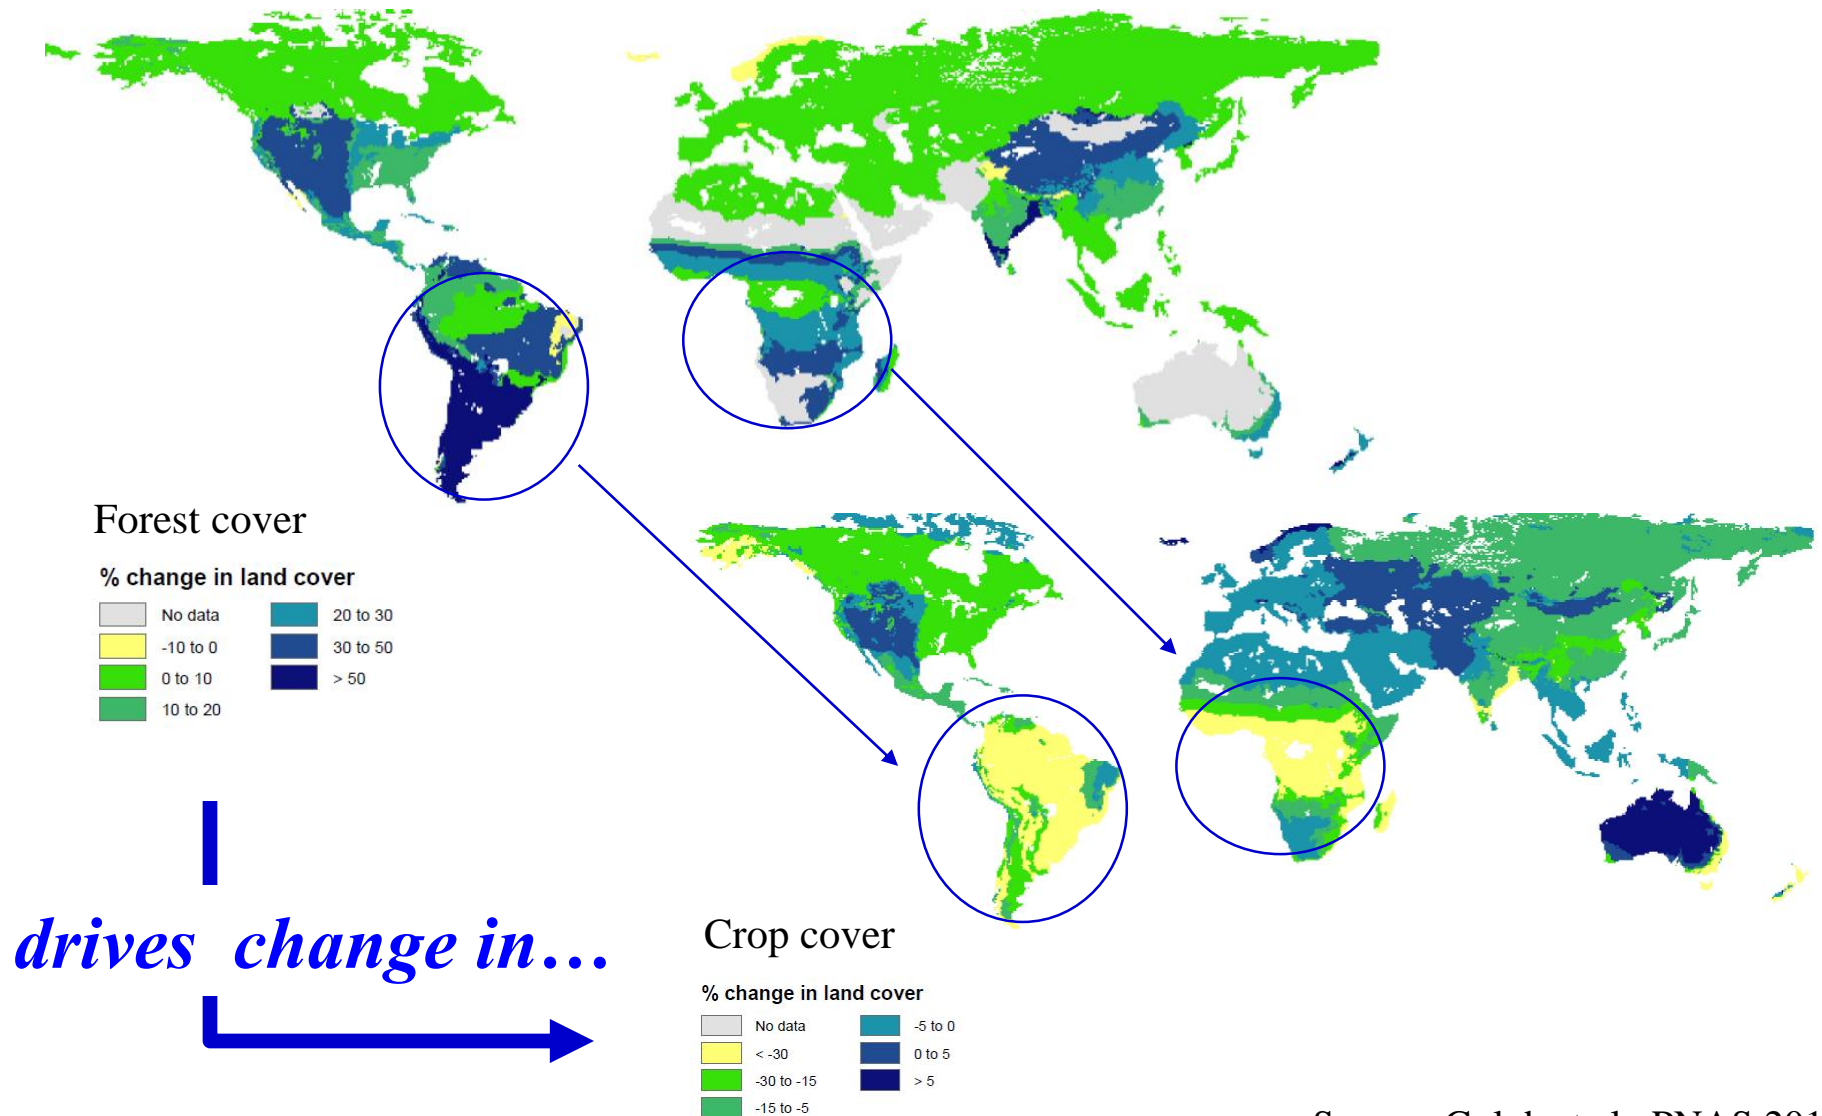 Forest cover
% change in land cover
No data
-10 to 0
0 to 10
10 to 20
20 to 30
30 to 50
> 50
drives change in...
Crop cover
% change in land cover
No data
< -30
-30 to -15
-15 to -5
-5 to 0
0 to 5
> 5
PNAS 201